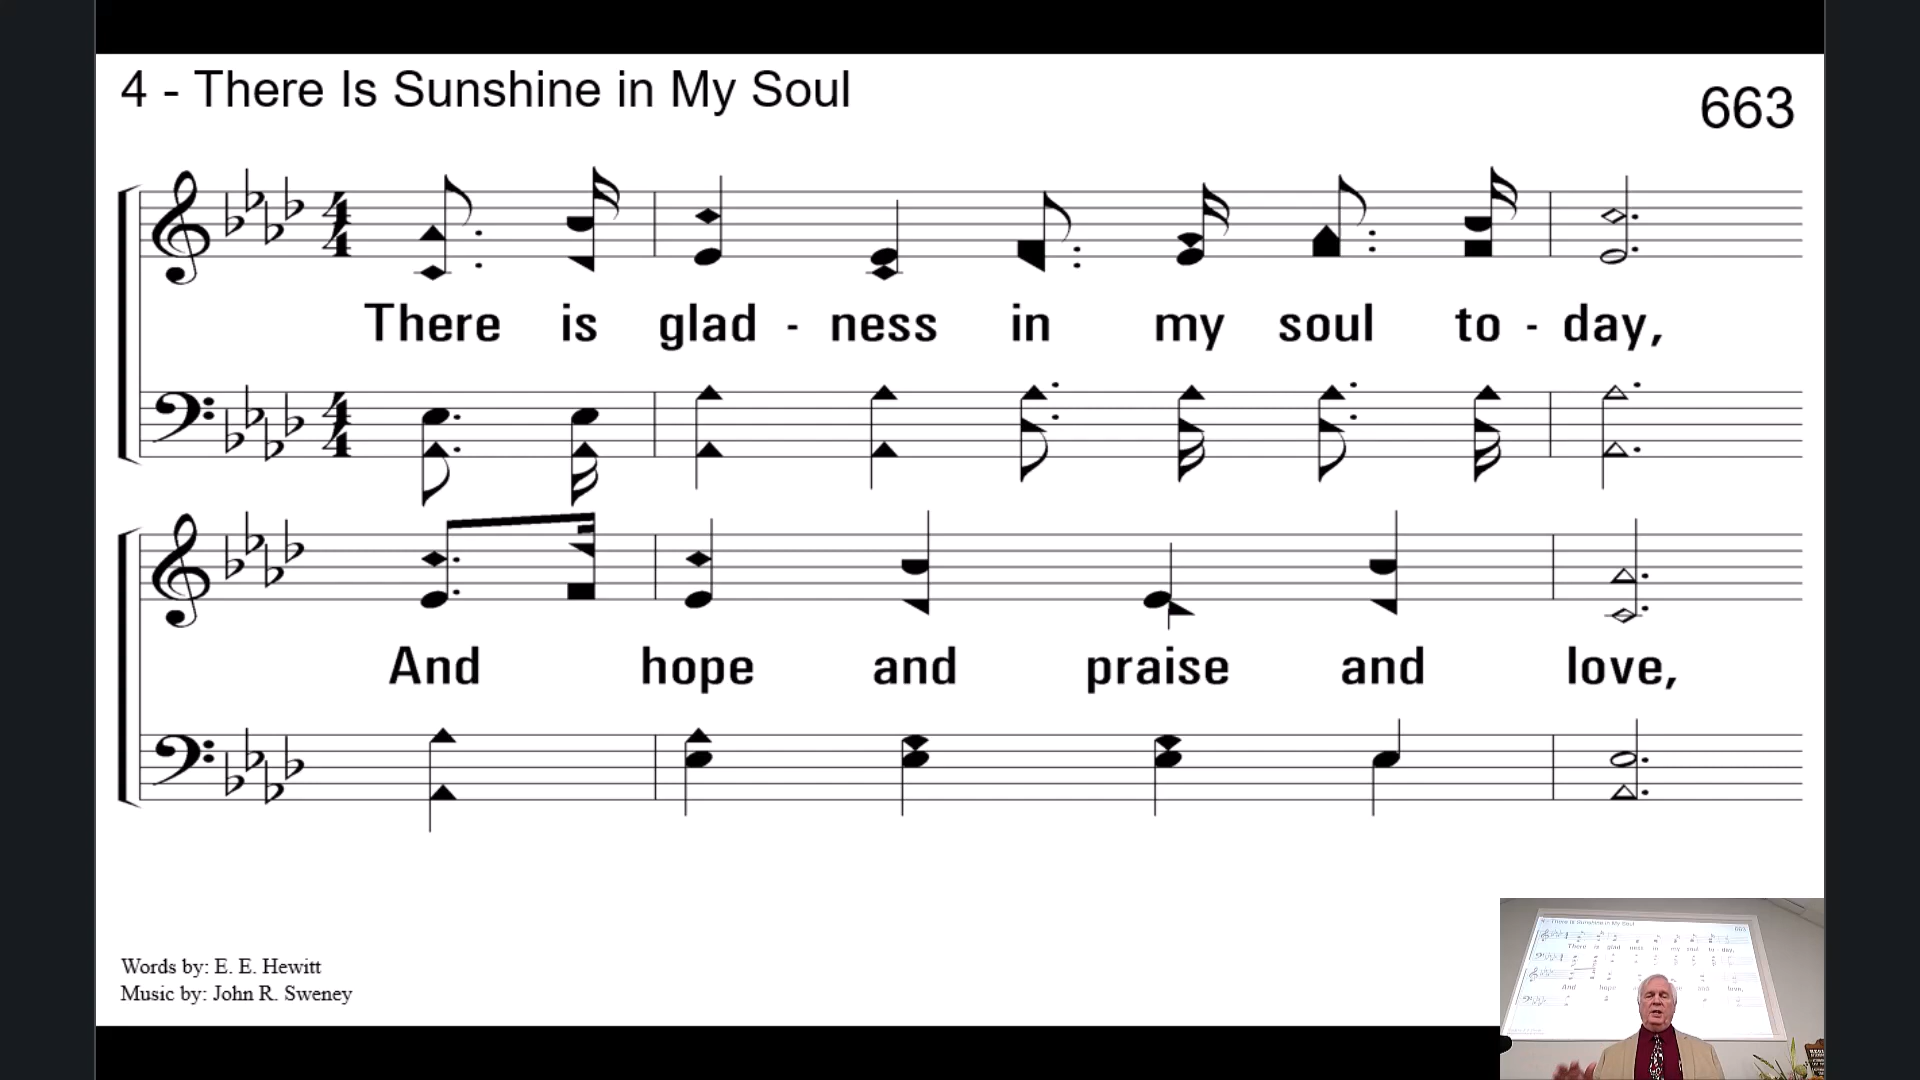 4 - There Is Sunshine in My Soul
663
There is glad - ness in my soul to - day,
And hope and praise and love,
Words by: E. E. Hewitt
Music by: John R. Sweney